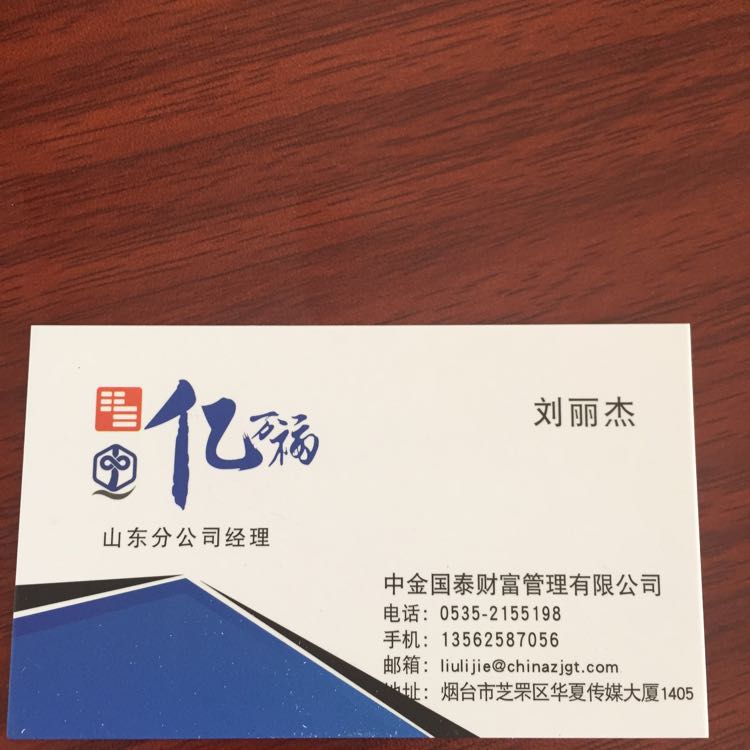 亿万福
刘丽杰
山东分公司经理
中金国泰财富管理有限公司
电话：0535-2155198
手机：13562587056
邮箱：liulijie@chinazjgt.com
地址：烟台市芝罘区华夏传媒大厦1405